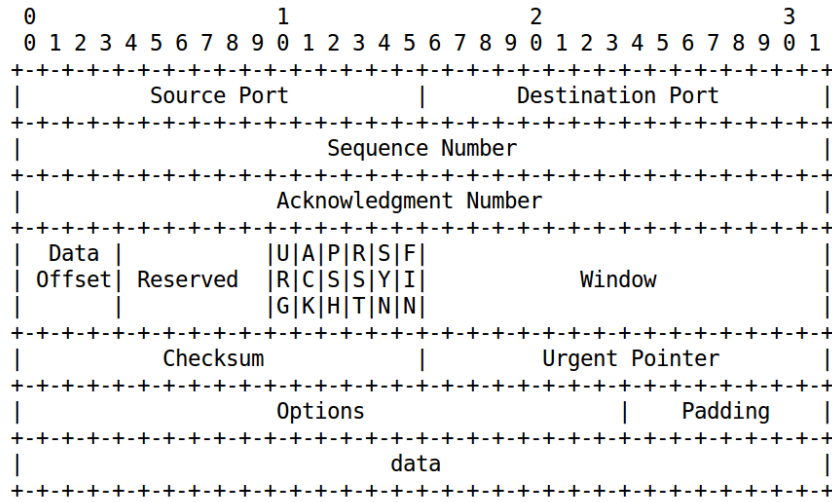 0                   1                   2                   3
 0 1 2 3 4 5 6 7 8 9 0 1 2 3 4 5 6 7 8 9 0 1 2 3 4 5 6 7 8 9 0 1
+-+-+-+-+-+-+-+-+-+-+-+-+-+-+-+-+-+-+-+-+-+-+-+-+-+-+-+-+-+-+-+-+
|          Source Port          |       Destination Port        |
+-+-+-+-+-+-+-+-+-+-+-+-+-+-+-+-+-+-+-+-+-+-+-+-+-+-+-+-+-+-+-+-+
|                        Sequence Number                        |
+-+-+-+-+-+-+-+-+-+-+-+-+-+-+-+-+-+-+-+-+-+-+-+-+-+-+-+-+-+-+-+-+
|                    Acknowledgment Number                      |
+-+-+-+-+-+-+-+-+-+-+-+-+-+-+-+-+-+-+-+-+-+-+-+-+-+-+-+-+-+-+-+-+
|  Data |           |U|A|P|R|S|F|                               |
| Offset| Reserved  |R|C|S|S|Y|I|            Window             |
|       |           |G|K|H|T|N|N|                               |
+-+-+-+-+-+-+-+-+-+-+-+-+-+-+-+-+-+-+-+-+-+-+-+-+-+-+-+-+-+-+-+-+
|           Checksum            |         Urgent Pointer        |
+-+-+-+-+-+-+-+-+-+-+-+-+-+-+-+-+-+-+-+-+-+-+-+-+-+-+-+-+-+-+-+-+
|                    Options                    |    Padding    |
+-+-+-+-+-+-+-+-+-+-+-+-+-+-+-+-+-+-+-+-+-+-+-+-+-+-+-+-+-+-+-+-+
|                             data                              |
+-+-+-+-+-+-+-+-+-+-+-+-+-+-+-+-+-+-+-+-+-+-+-+-+-+-+-+-+-+-+-+-+